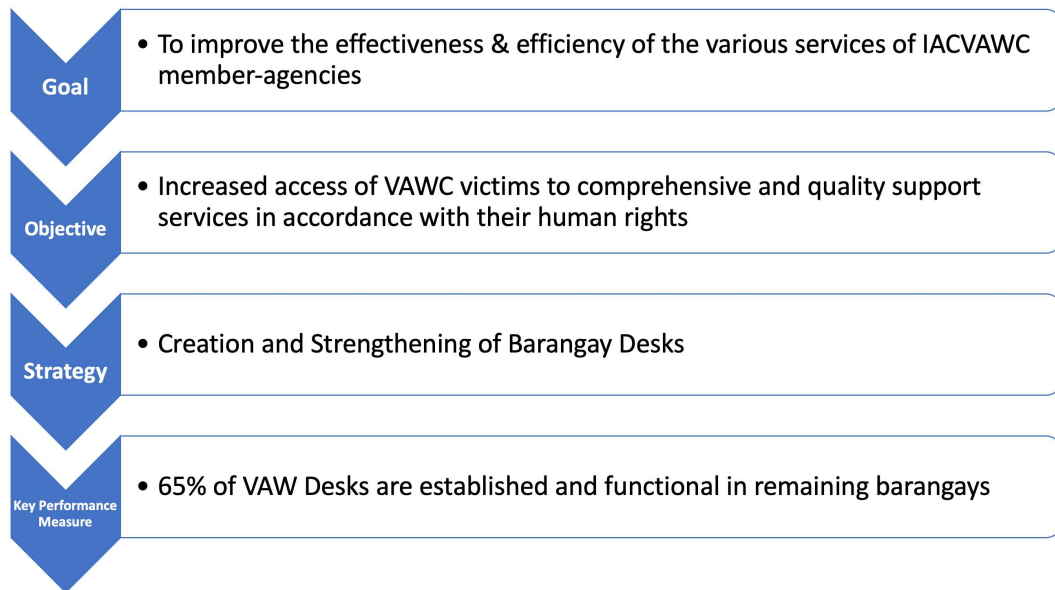 Goal
• To improve the effectiveness & efficiency of the various services of IACVAWC
member-agencies
Objective
• Increased access of VAWC victims to comprehensive and quality support
services in accordance with their human rights
Strategy
• Creation and Strengthening of Barangay Desks
Key Performance
Measure
• 65% of VAW Desks are established and functional in remaining barangays